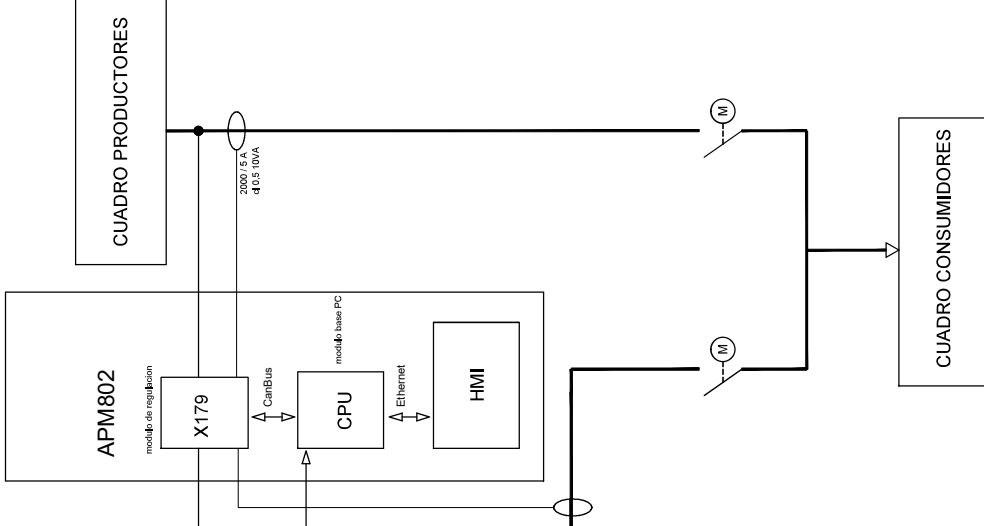 CUADRO PRODUCTORES
2000 / 5 A
cl 0,5 10VA
M
CUADRO CONSUMIDORES
M
APM802
modulo de regulacion
X179
CanBus
CPU
modulo base PC
Ethernet
HMI